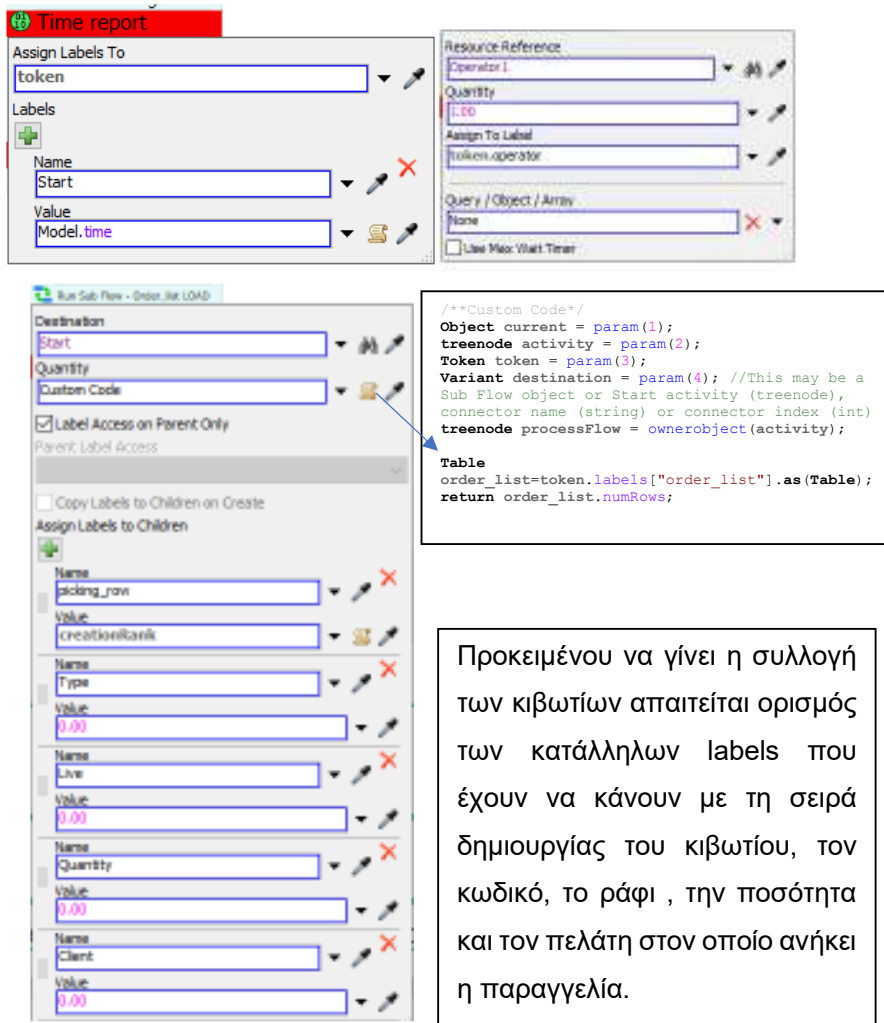 Time report
Assign Labels To
token
Labels
Name
Start
Value
Model.time
Resource Reference
Operator1
Quantity
1.00
Assign To Label
token.operator
Query / Object / Array
None
Use Max Wait Timer
Run Sub Flow - Order_list LOAD
Destination
Start
Quantity
Custom Code
Label Access on Parent Only
Parent Label Access
Copy Labels to Children on Create
Assign Labels to Children
Name
picking_row
Value
creationRank
Name
Type
Value
0.00
Name
Live
Value
0.00
Name
Quantity
Value
0.00
Name
Client
Value
0.00
/**Custom Code*/
Object current = param(1);
treenode activity = param(2);
Token token = param(3);
Variant destination = param(4); //This may be a
Sub Flow object or Start activity (treenode),
connector name (string) or connector index (int)
treenode processFlow = ownerobject(activity);
Table
order_list=token.labels["order_list"].as(Table);
return order_list.numRows;
Προκειμένου να γίνει η συλλογή
των κιβωτίων απαιτείται ορισμός
των κατάλληλων labels που
έχουν να κάνουν με τη σειρά
δημιουργίας του κιβωτίου, τον
κωδικό, το ράφι , την ποσότητα
και τον πελάτη στον οποίο ανήκει
η παραγγελία.